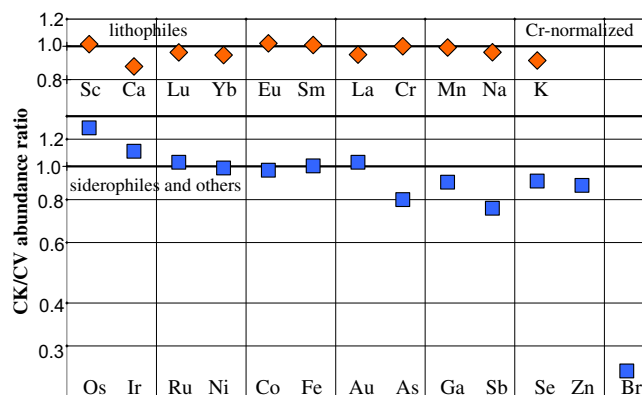 1.2
lithophiles Cr-normalized
1.0
0.8
Sc Ca Lu Yb Eu Sm La Cr Mn Na K
1.2
1.0
siderophiles and others
0.8
0.6
0.4
0.3
CK/CV abundance ratio
Os Ir Ru Ni Co Fe Au As Ga Sb Se Zn Br